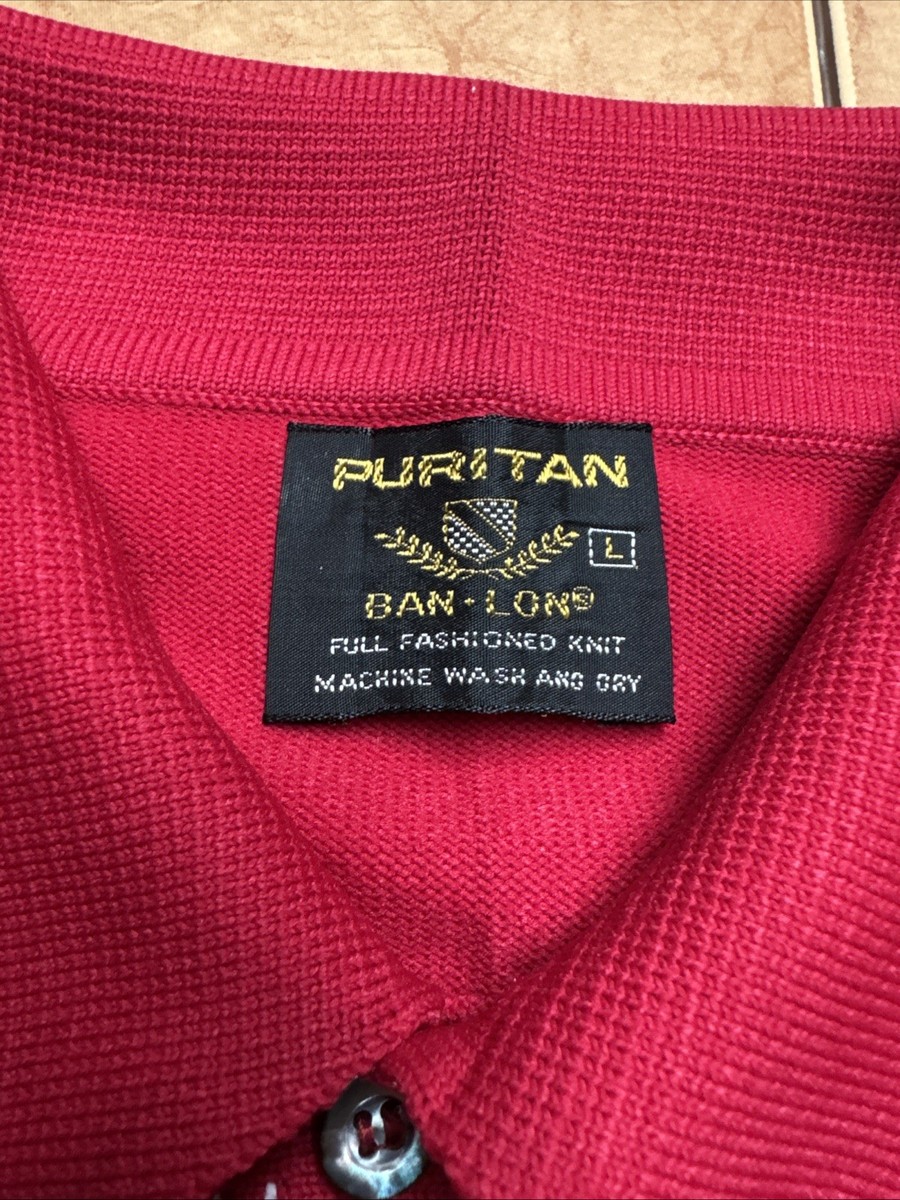 PURITAN
L
BAN-LON®
FULL FASHIONED KNIT
MACHINE WASH AND DRY